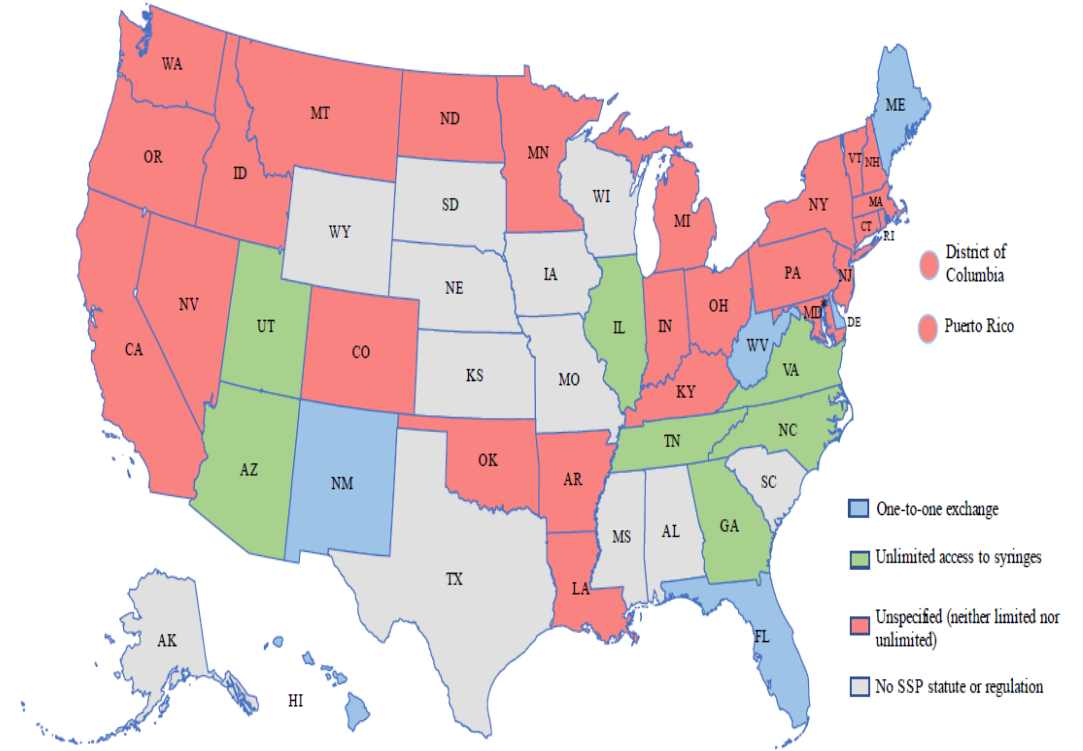 WA
MT
ND
MN
ME
OR
ID
SD
WI
MI
NY
VT
NH
MA
CT
RI
WY
IA
NE
PA
NJ
NV
UT
CO
KS
MO
IL
IN
OH
MD*
DE
WV
VA
CA
KY
AZ
NM
OK
AR
TN
NC
SC
MS
AL
GA
TX
LA
FL
AK
HI
District of
Columbia
Puerto Rico
One-to-one exchange
Unlimited access to syringes
Unspecified (neither limited nor
unlimited)
No SSP statute or regulation